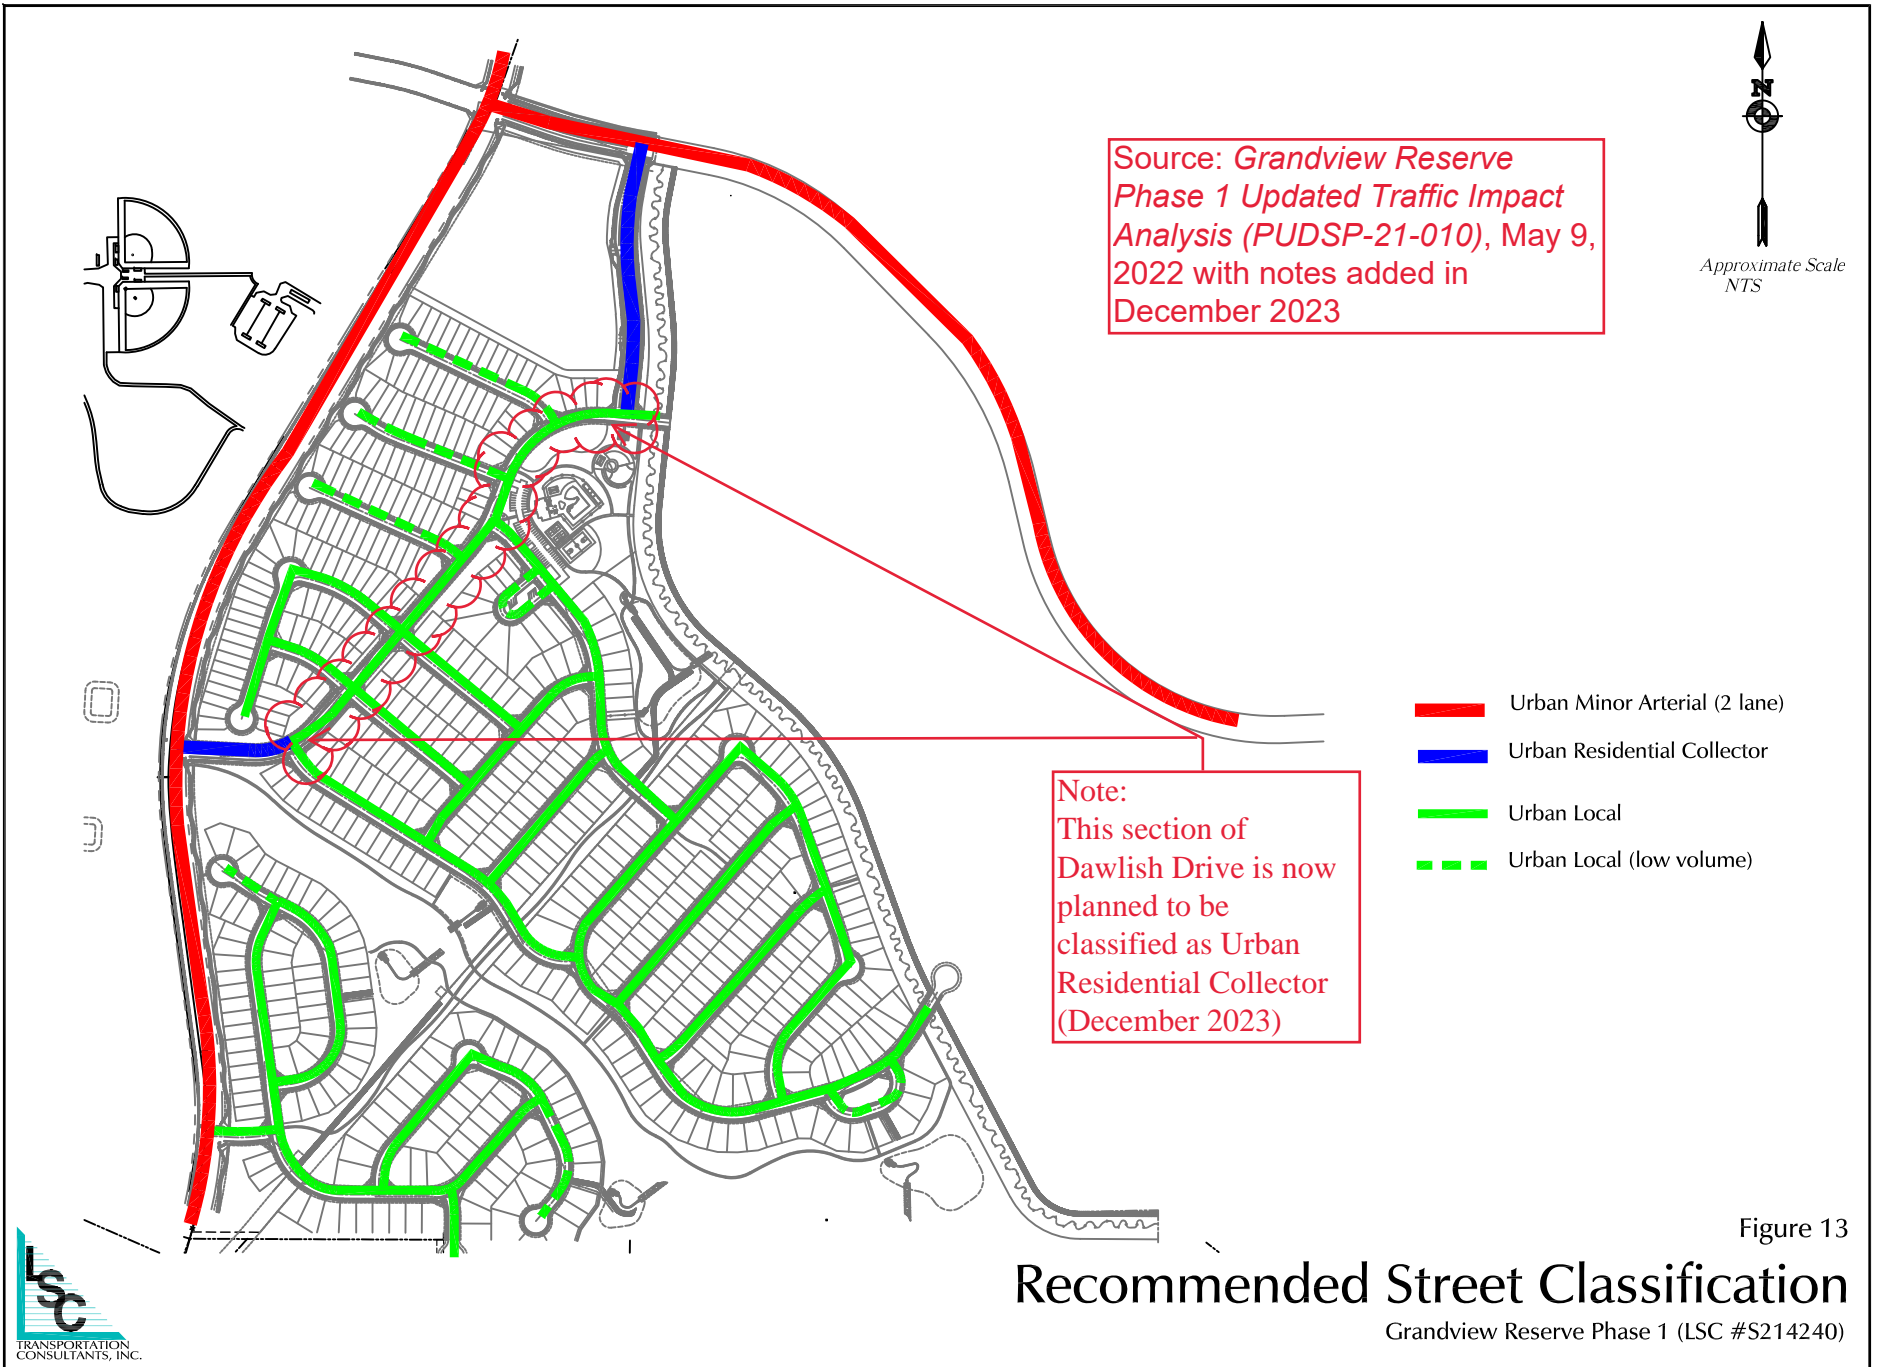 N
Approximate Scale
NTS
Source: Grandview Reserve
Phase 1 Updated Traffic Impact
Analysis (PUDSP-21-010), May 9,
2022 with notes added in
December 2023
Urban Minor Arterial (2 lane)
Urban Residential Collector
Urban Local
Urban Local (low volume)
Note:
This section of
Dawlish Drive is now
planned to be
classified as Urban
Residential Collector
(December 2023)
Figure 13
Recommended Street Classification
Grandview Reserve Phase 1 (LSC #S214240)
LSC
TRANSPORTATION
CONSULTANTS, INC.